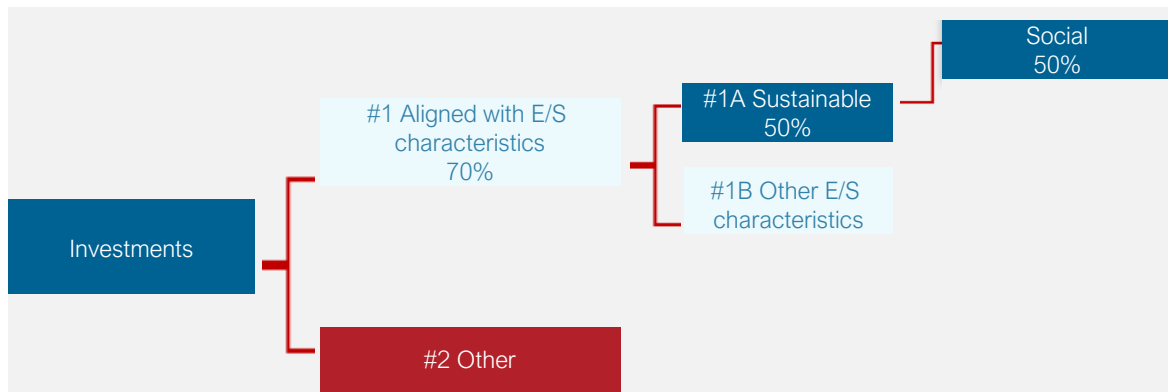 Social
50%
#1A Sustainable
50%
#1 Aligned with E/S
characteristics
70%
#1B Other E/S
characteristics
Investments
#2 Other